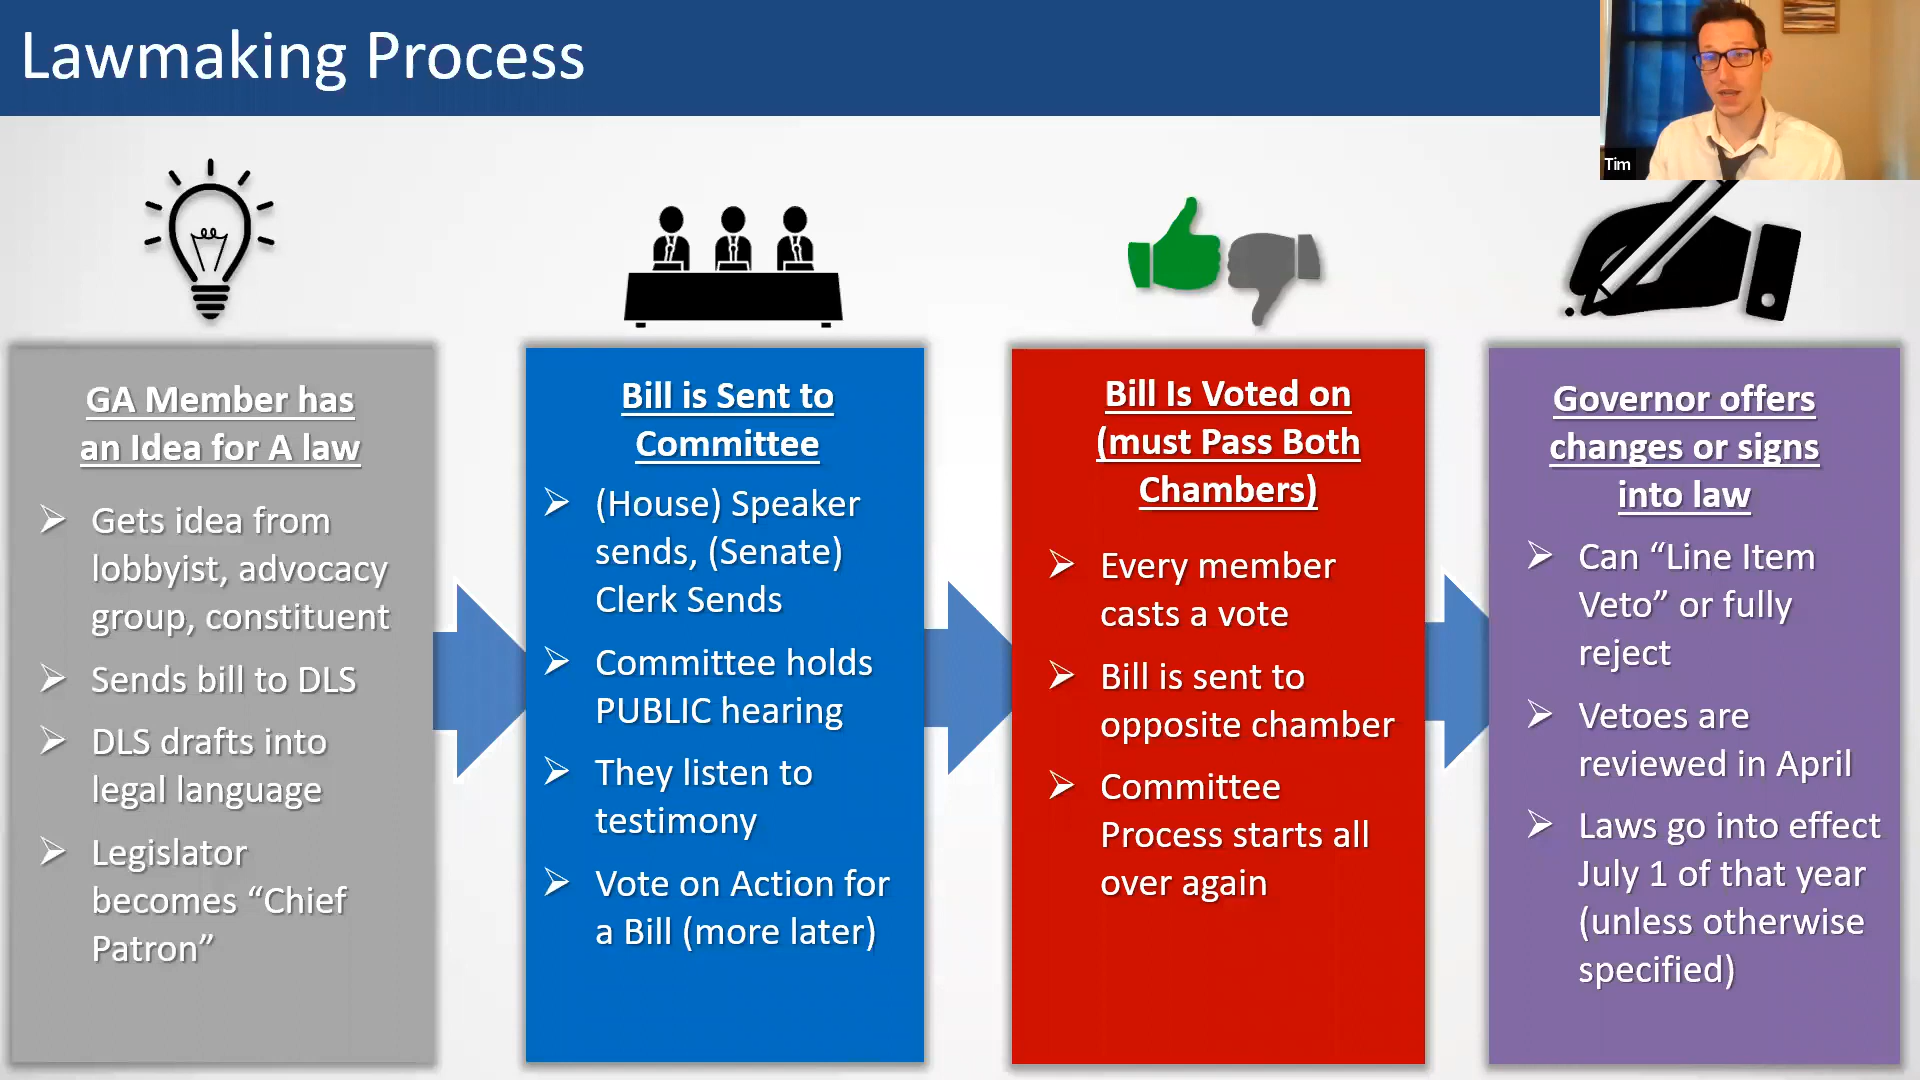 Lawmaking Process
Tim
GA Member has
an Idea for A law
➢ Gets idea from
lobbyist, advocacy
group, constituent
➢ Sends bill to DLS
➢ DLS drafts into
legal language
➢ Legislator
becomes “Chief
Patron”
Bill is Sent to
Committee
➢ (House) Speaker
sends, (Senate)
Clerk Sends
➢ Committee holds
PUBLIC hearing
➢ They listen to
testimony
➢ Vote on Action for
a Bill (more later)
Bill Is Voted on
(must Pass Both
Chambers)
➢ Every member
casts a vote
➢ Bill is sent to
opposite chamber
➢ Committee
Process starts all
over again
Governor offers
changes or signs
into law
➢ Can “Line Item
Veto” or fully
reject
➢ Vetoes are
reviewed in April
➢ Laws go into effect
July 1 of that year
(unless otherwise
specified)